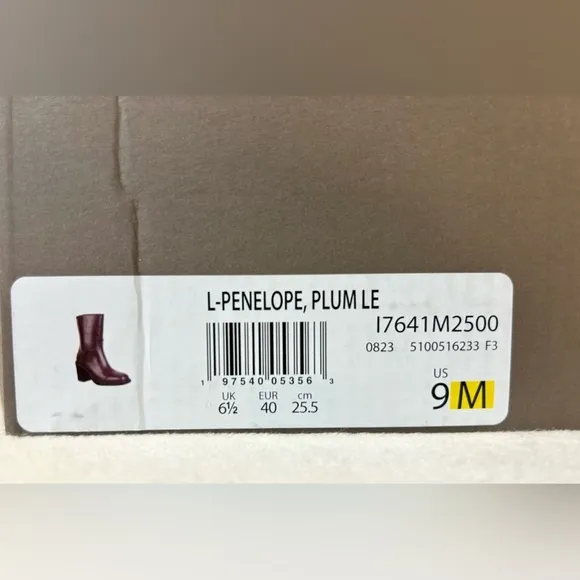 L-PENELOPE, PLUM LE
I7641M2500
0823 5100516233 F3
1 97540 05356 3
UK EUR cm
6½ 40 25.5
US
9 M